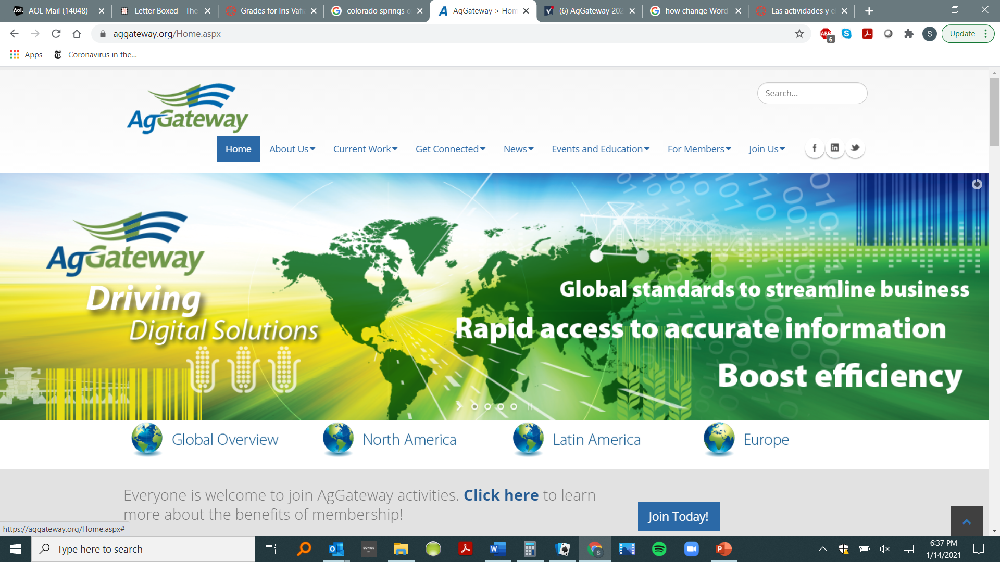 AOL Mail (14048)
Letter Boxed - The
Grades for Iris Vafi
colorado springs c
AgGateway > Hom
(6) AgGateway 202
how change Word
Las actividades y e
aggateway.org/Home.aspx
ABP
6
S
Update
Apps
Coronavirus in the...
AgGateway
Search...
Home
About Us
Current Work
Get Connected
News
Events and Education
For Members
Join Us
AgGateway
Driving
Digital Solutions
Global standards to streamline business
Rapid access to accurate information
Boost efficiency
Global Overview
North America
Latin America
Europe
Everyone is welcome to join AgGateway activities. Click here to learn
more about the benefits of membership!
Join Today!
https://aggateway.org/Home.aspx#
Type here to search
SONOS
6:37 PM
1/14/2021